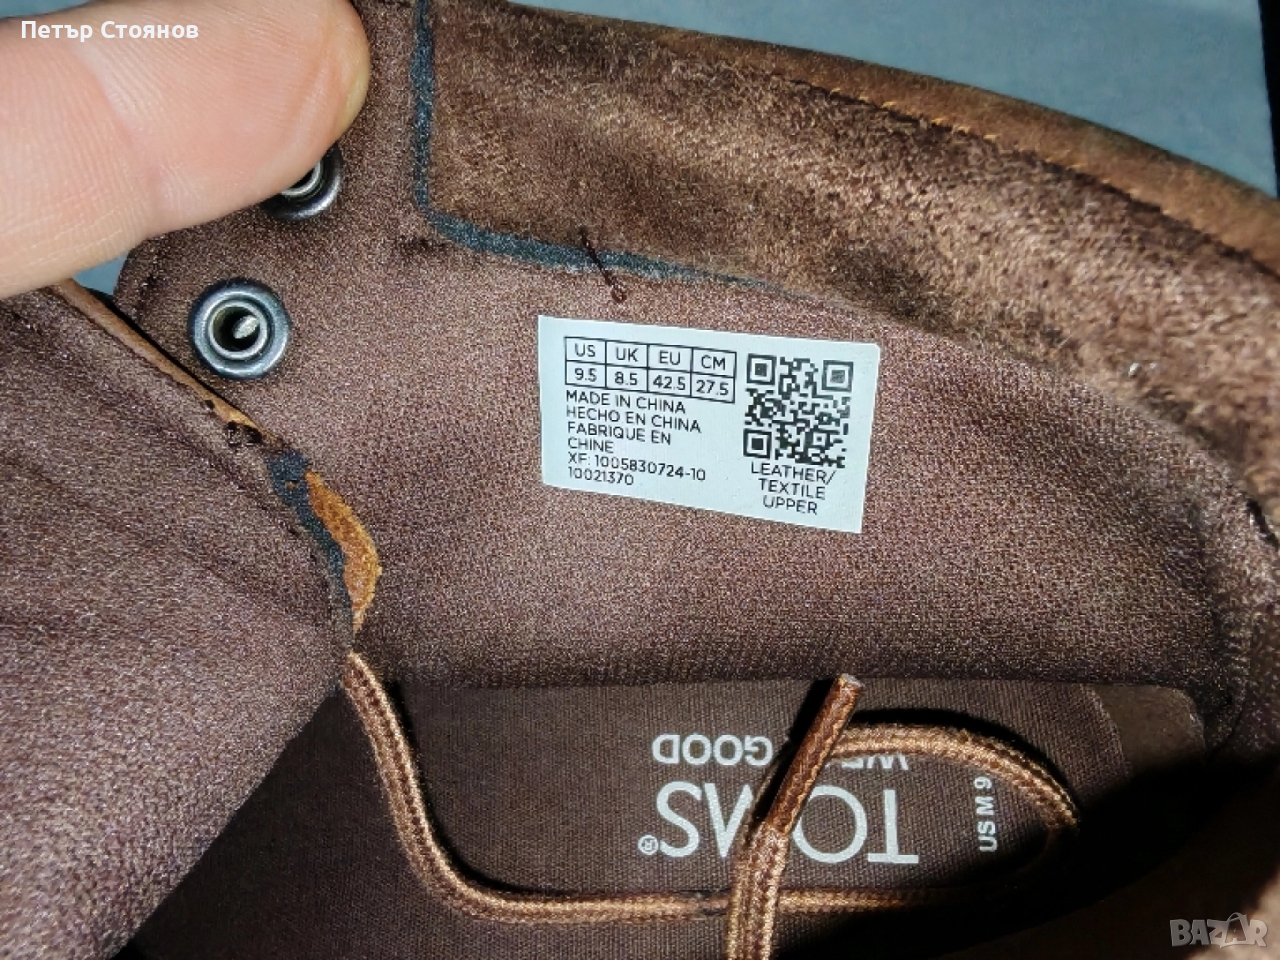 Петър Стоянов
US UK EU CM
9.5 8.5 42.5 27.5
MADE IN CHINA
HECHO EN CHINA
FABRIQUE EN
CHINE
XF: 1005830724-10
10021370
LEATHER/
TEXTILE
UPPER
GOOD
TOMS®
US M 9
BAZAR